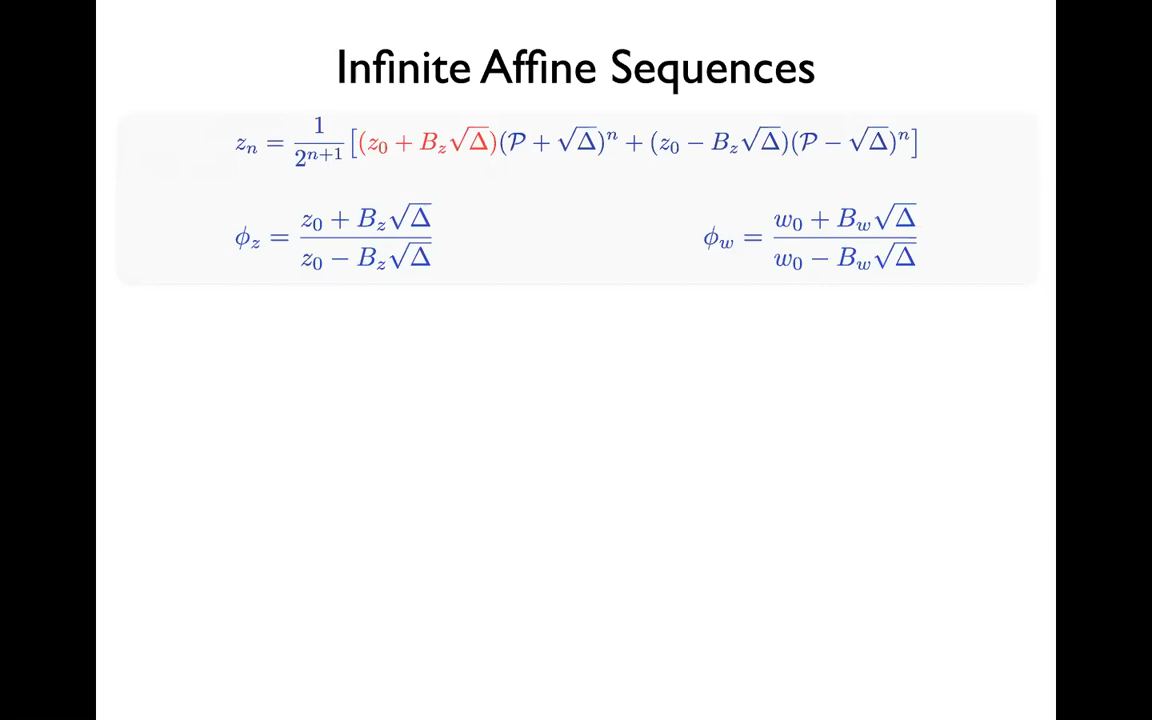 Infinite Affine Sequences
$z_n = \frac{1}{2^{n+1}} \left[ (z_0 + B_z\sqrt{\Delta})(\mathcal{P} + \sqrt{\Delta})^n + (z_0 - B_z\sqrt{\Delta})(\mathcal{P} - \sqrt{\Delta})^n \right]$
$\phi_z = \frac{z_0 + B_z\sqrt{\Delta}}{z_0 - B_z\sqrt{\Delta}}$ $\phi_w = \frac{w_0 + B_w\sqrt{\Delta}}{w_0 - B_w\sqrt{\Delta}}$